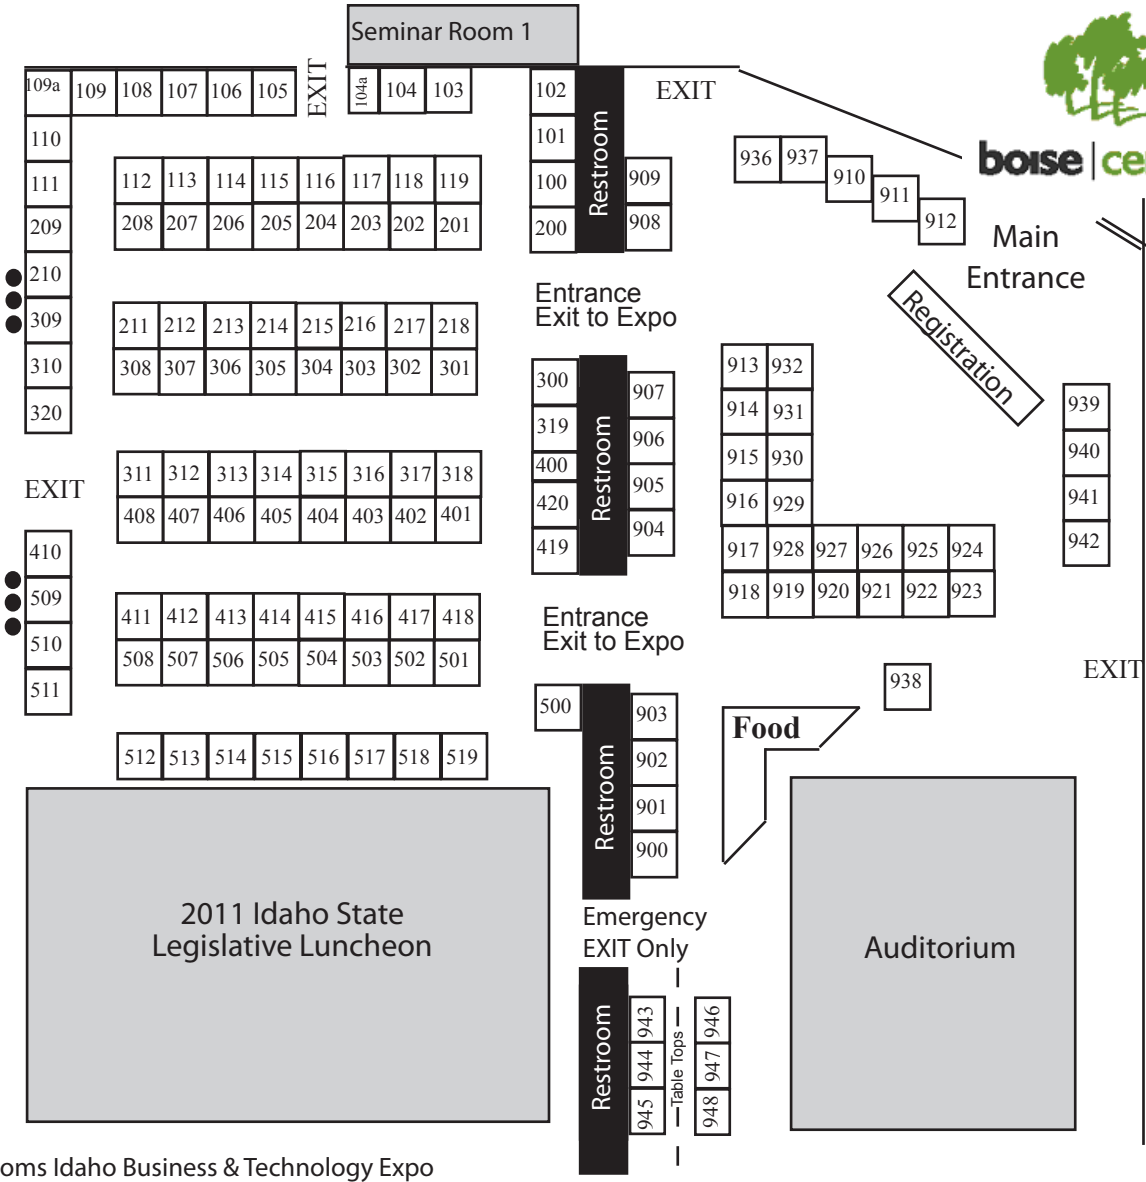 Seminar Room 1
109a 109 108 107 106 105
EXIT
104a 104 103
102
EXIT
boise | ce
110
101
111
112 113 114 115 116 117 118 119
100
Restroom
909
936 937
910
911
912
209
208 207 206 205 204 203 202 201
200
908
Main
Entrance
210
Entrance
Exit to Expo
Registration
309
211 212 213 214 215 216 217 218
310
308 307 306 305 304 303 302 301
300
907
913 932
320
319
906
914 931
939
311 312 313 314 315 316 317 318
400
Restroom
905
915 930
940
EXIT
408 407 406 405 404 403 402 401
420
904
916 929
941
410
419
917 928 927 926 925 924
942
509
918 919 920 921 922 923
411 412 413 414 415 416 417 418
Entrance
Exit to Expo
510
508 507 506 505 504 503 502 501
EXIT
511
500
903
938
512 513 514 515 516 517 518 519
Restroom
902
901
900
Food
2011 Idaho State
Legislative Luncheon
Emergency
EXIT Only
Auditorium
Restroom
943
944
945
Table Tops
946
947
948
oms Idaho Business & Technology Expo